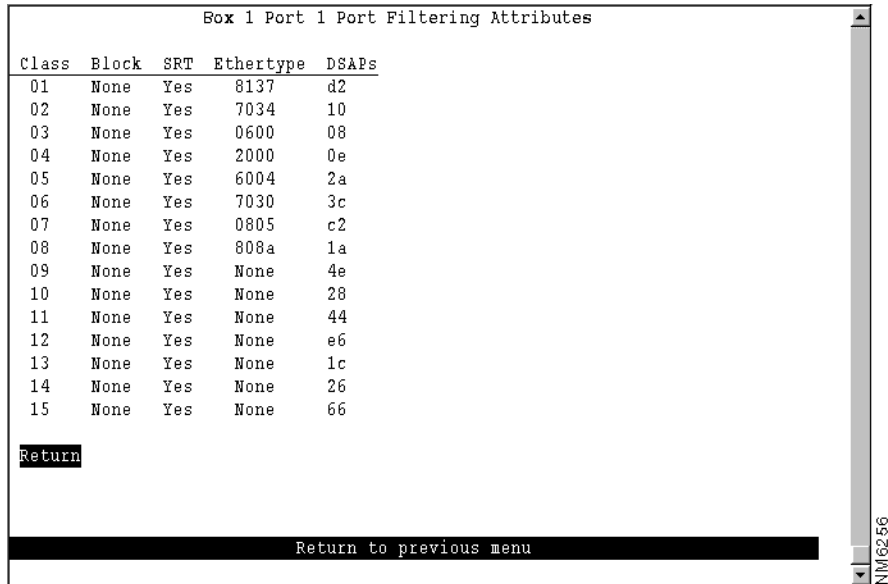 Box 1 Port 1 Port Filtering Attributes
Class Block SRT Ethertype DSAPs
01 None Yes 8137 d2
02 None Yes 7034 10
03 None Yes 0600 08
04 None Yes 2000 0e
05 None Yes 6004 2a
06 None Yes 7030 3c
07 None Yes 0805 c2
08 None Yes 808a 1a
09 None Yes None 4e
10 None Yes None 28
11 None Yes None 44
12 None Yes None e6
13 None Yes None 1c
14 None Yes None 26
15 None Yes None 66
Return
Return to previous menu
NM6256